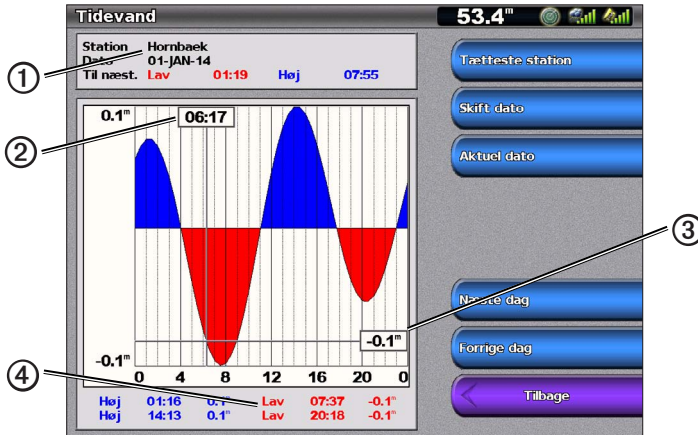 Tidevand 53.4m
Station Hornbaek
Dato 01-JAN-14
Til næst. Lav 01:19 Høj 07:55
Tætteste station
Skift dato
Aktuel dato
Næste dag
Forrige dag
Tilbage
0.1m
06:17
-0.1m
-0.1m
0 4 8 12 16 20 0
Høj 01:16 0.1m Lav 07:37 -0.1m
Høj 14:13 0.1m Lav 20:18 -0.1m
1
2
3
4